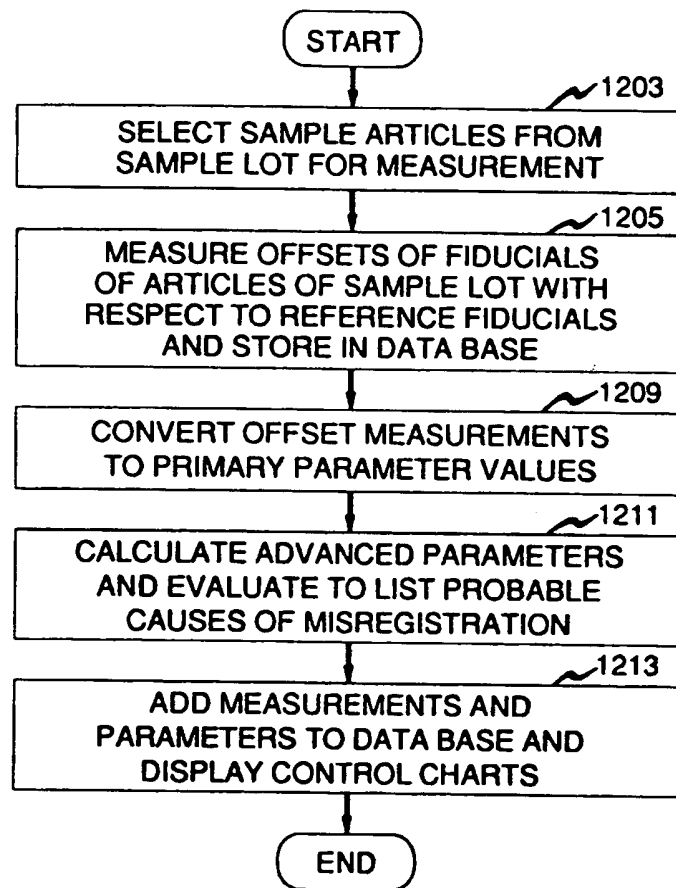 START
1203
SELECT SAMPLE ARTICLES FROM
SAMPLE LOT FOR MEASUREMENT
1205
MEASURE OFFSETS OF FIDUCIALS
OF ARTICLES OF SAMPLE LOT WITH
RESPECT TO REFERENCE FIDUCIALS
AND STORE IN DATA BASE
1209
CONVERT OFFSET MEASUREMENTS
TO PRIMARY PARAMETER VALUES
1211
CALCULATE ADVANCED PARAMETERS
AND EVALUATE TO LIST PROBABLE
CAUSES OF MISREGISTRATION
1213
ADD MEASUREMENTS AND
PARAMETERS TO DATA BASE AND
DISPLAY CONTROL CHARTS
END